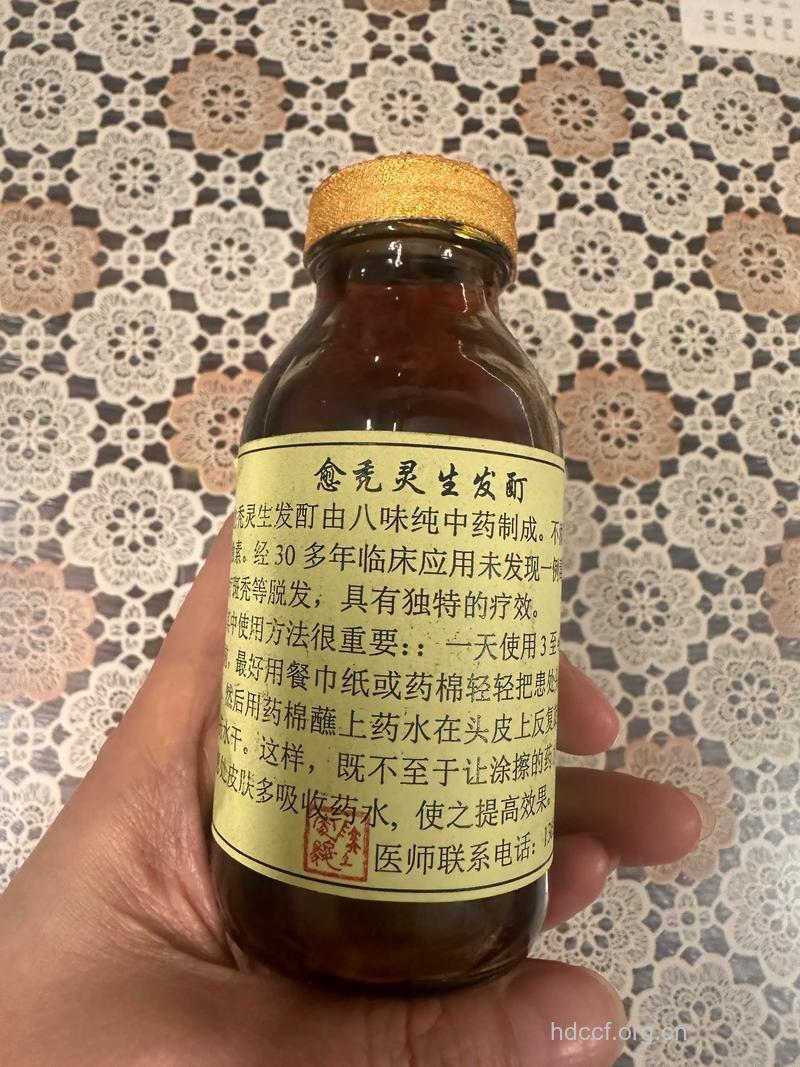 愈秃灵生发酊
秃灵生发酊由八味纯中药制成。不
素。经30多年临床应用未发现一例
斑秃等脱发，具有独特的疗效。
中使用方法很重要：：一天使用3至
，最好用餐巾纸或药棉轻轻把患处
然后用药棉蘸上药水在头皮上反复
水干。这样，既不至于让涂擦的药
处皮肤多吸收药水，使之提高效果。
医师联系电话：13
hdccf.org.cn